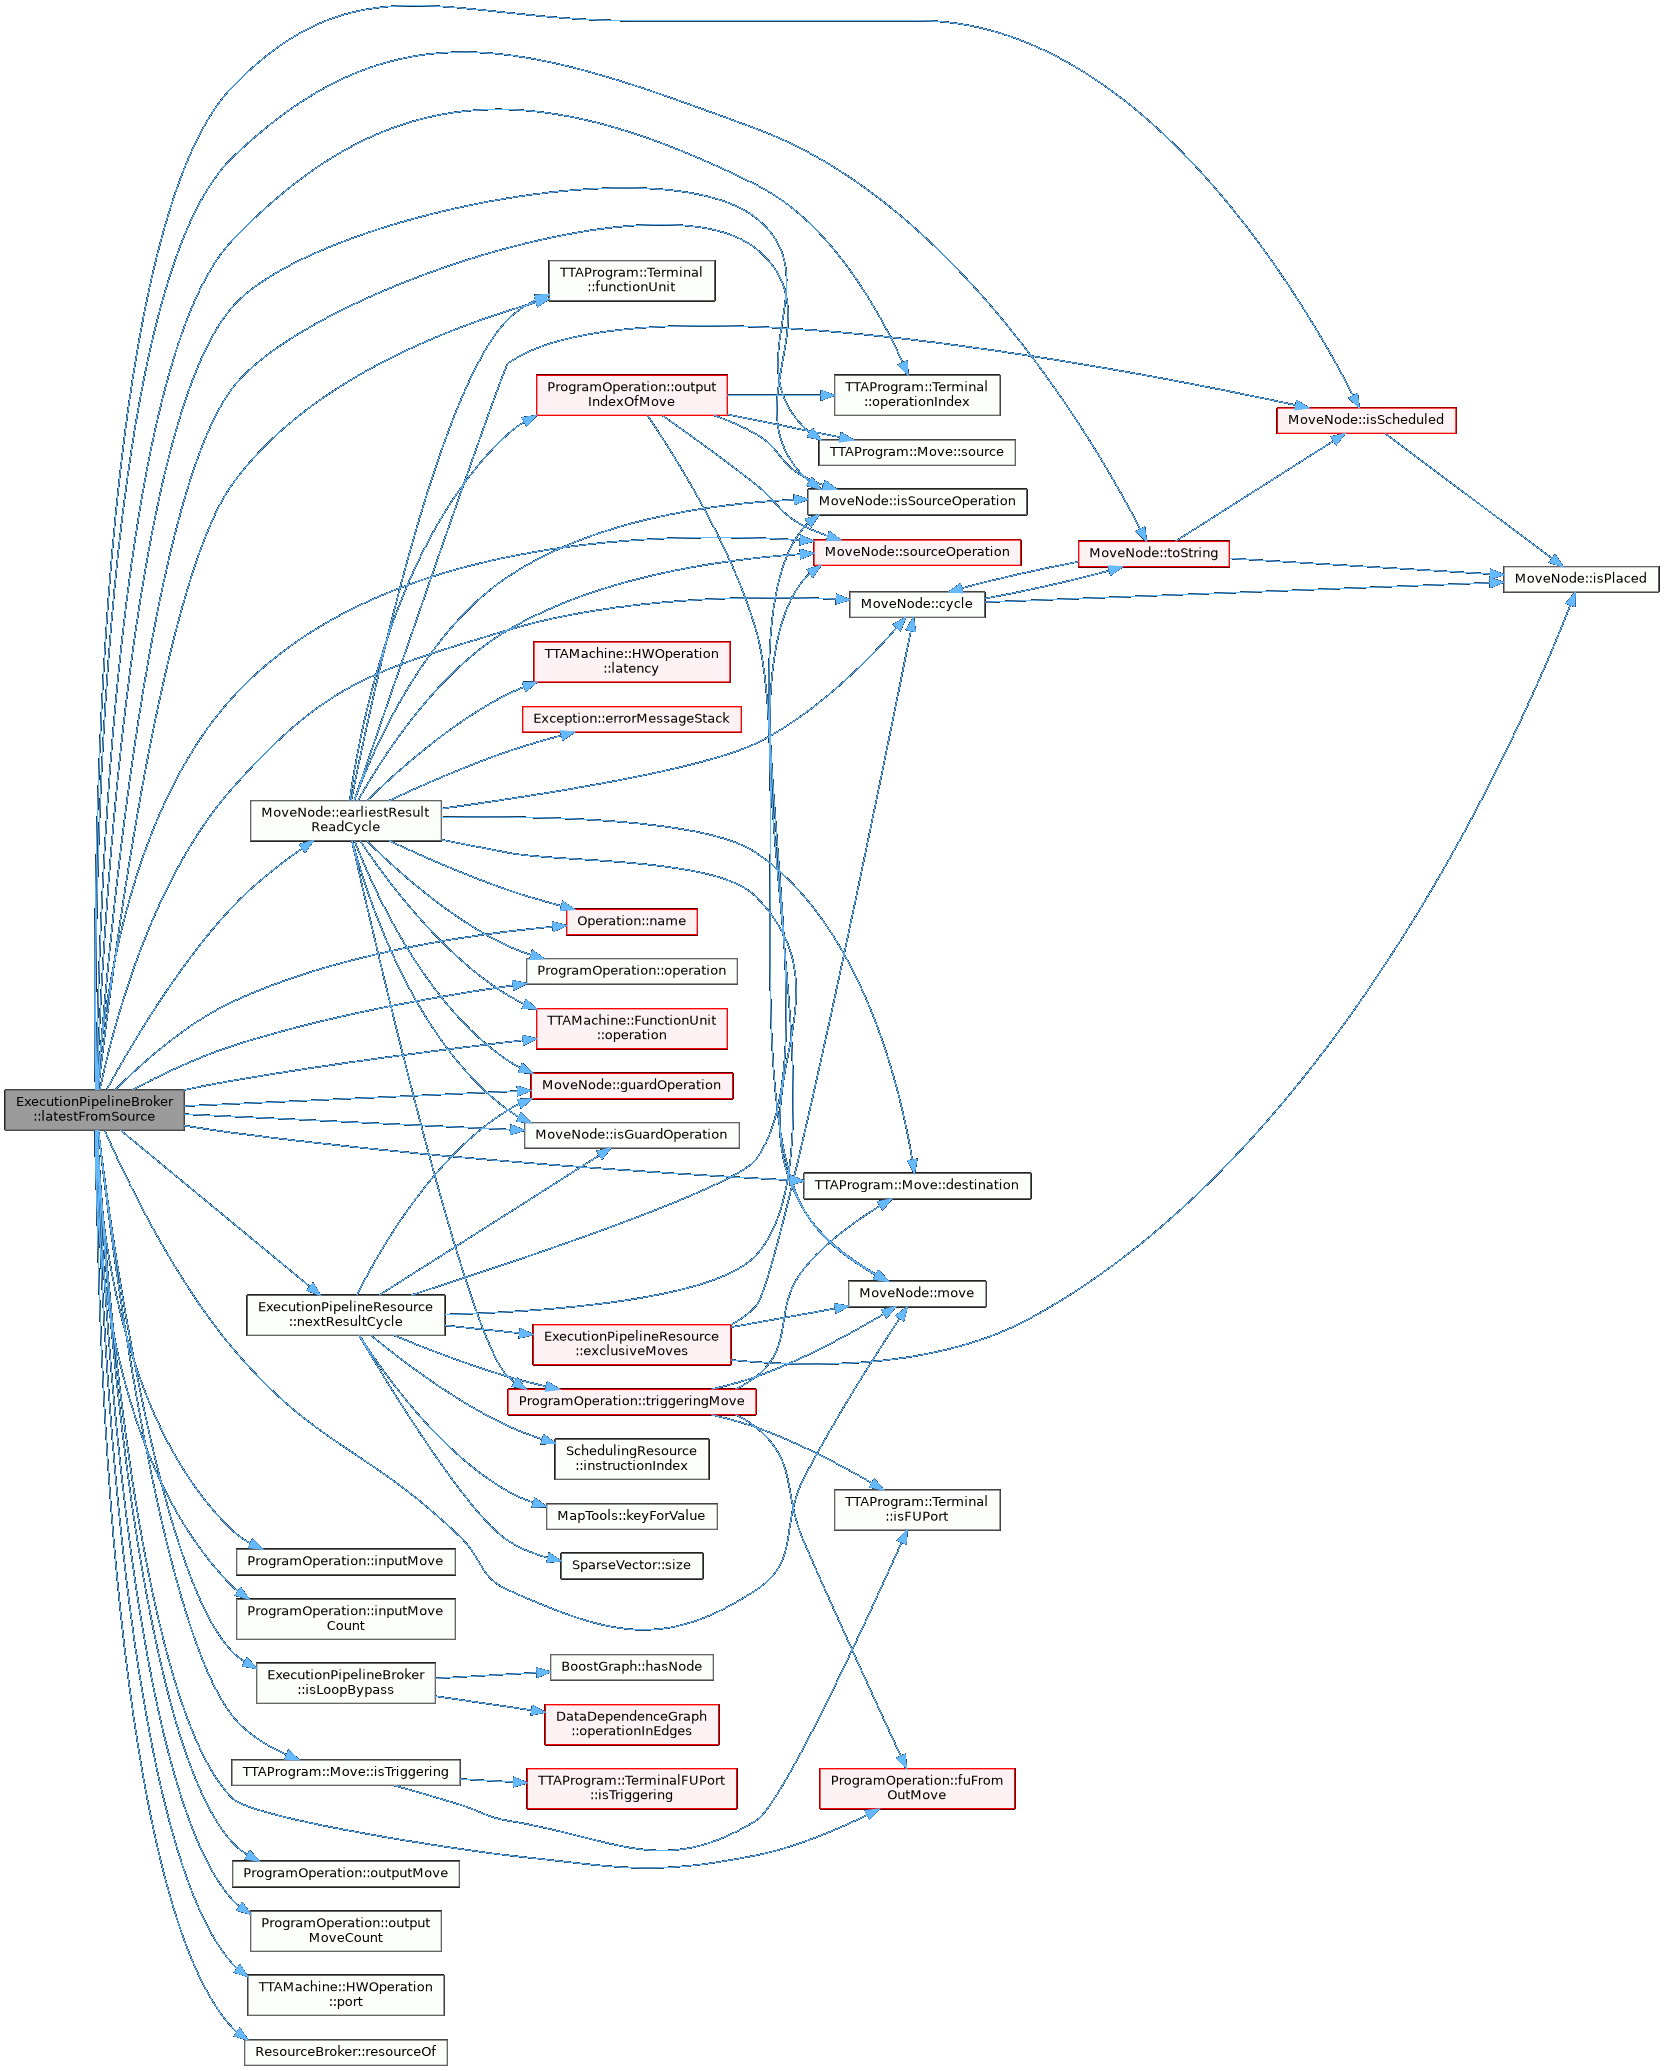 TTAProgram::Terminal
::functionUnit
ProgramOperation::output
IndexOfMove
TTAProgram::Terminal
::operationIndex
MoveNode::isScheduled
TTAProgram::Move::source
MoveNode::isSourceOperation
MoveNode::sourceOperation
MoveNode::toString
MoveNode::isPlaced
MoveNode::cycle
TTAMachine::HWOperation
::latency
Exception::errorMessageStack
MoveNode::earliestResult
ReadCycle
Operation::name
ProgramOperation::operation
TTAMachine::FunctionUnit
::operation
MoveNode::guardOperation
ExecutionPipelineBroker
::latestFromSource
MoveNode::isGuardOperation
TTAProgram::Move::destination
MoveNode::move
ExecutionPipelineResource
::nextResultCycle
ExecutionPipelineResource
::exclusiveMoves
ProgramOperation::triggeringMove
SchedulingResource
::instructionIndex
TTAProgram::Terminal
::isFUPort
MapTools::keyForValue
ProgramOperation::inputMove
SparseVector::size
ProgramOperation::inputMove
Count
ExecutionPipelineBroker
::isLoopBypass
BoostGraph::hasNode
DataDependenceGraph
::operationInEdges
TTAProgram::Move::isTriggering
TTAProgram::TerminalFUPort
::isTriggering
ProgramOperation::fuFrom
OutMove
ProgramOperation::outputMove
ProgramOperation::output
MoveCount
TTAMachine::HWOperation
::port
ResourceBroker::resourceOf